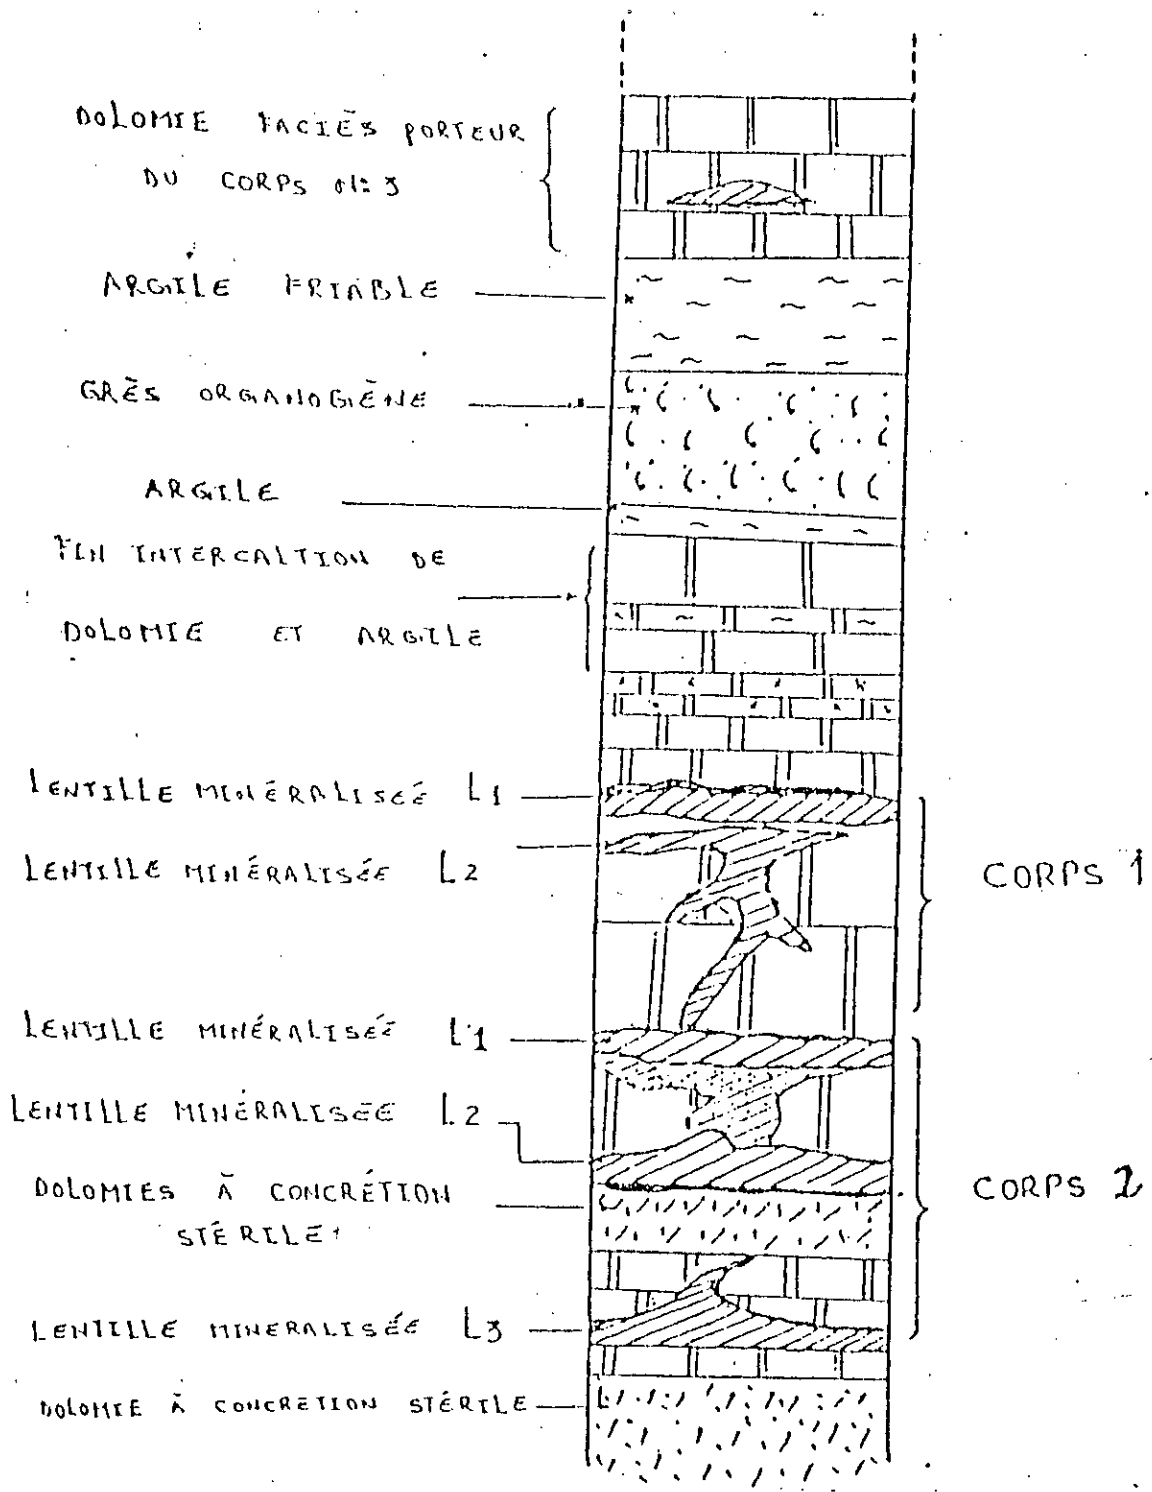 DOLOMIE FACIÈS PORTEUR
DU CORPS N: 3
ARGILE FRIABLE
GRÈS ORGANOGÈNE
ARGILE
FIN INTERCALTION DE
DOLOMIE ET ARGILE
LENTILLE MINÉRALISÉE L1
LENTILLE MINÉRALISÉE L2
CORPS 1
LENTILLE MINÉRALISÉE L1
LENTILLE MINÉRALISÉE L2
DOLOMIES À CONCRÉTION
STÉRILE
CORPS 2
LENTILLE MINERALISÉE L3
DOLOMIE À CONCRETION STÉRILE